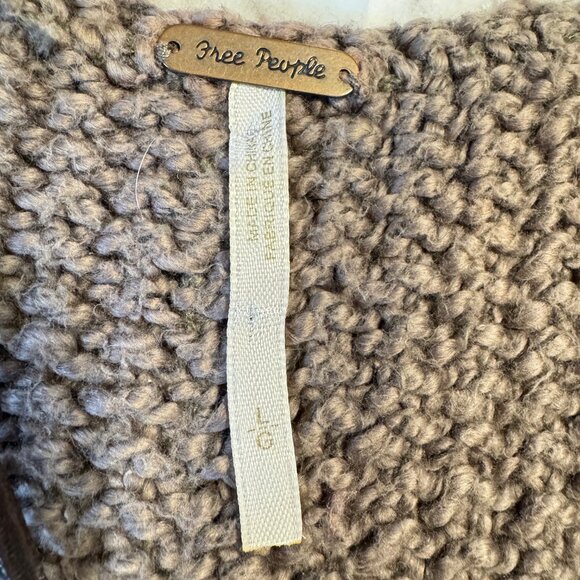 Free People
MADE IN CHINA
FABRIQUÉ EN CHINE
L
G